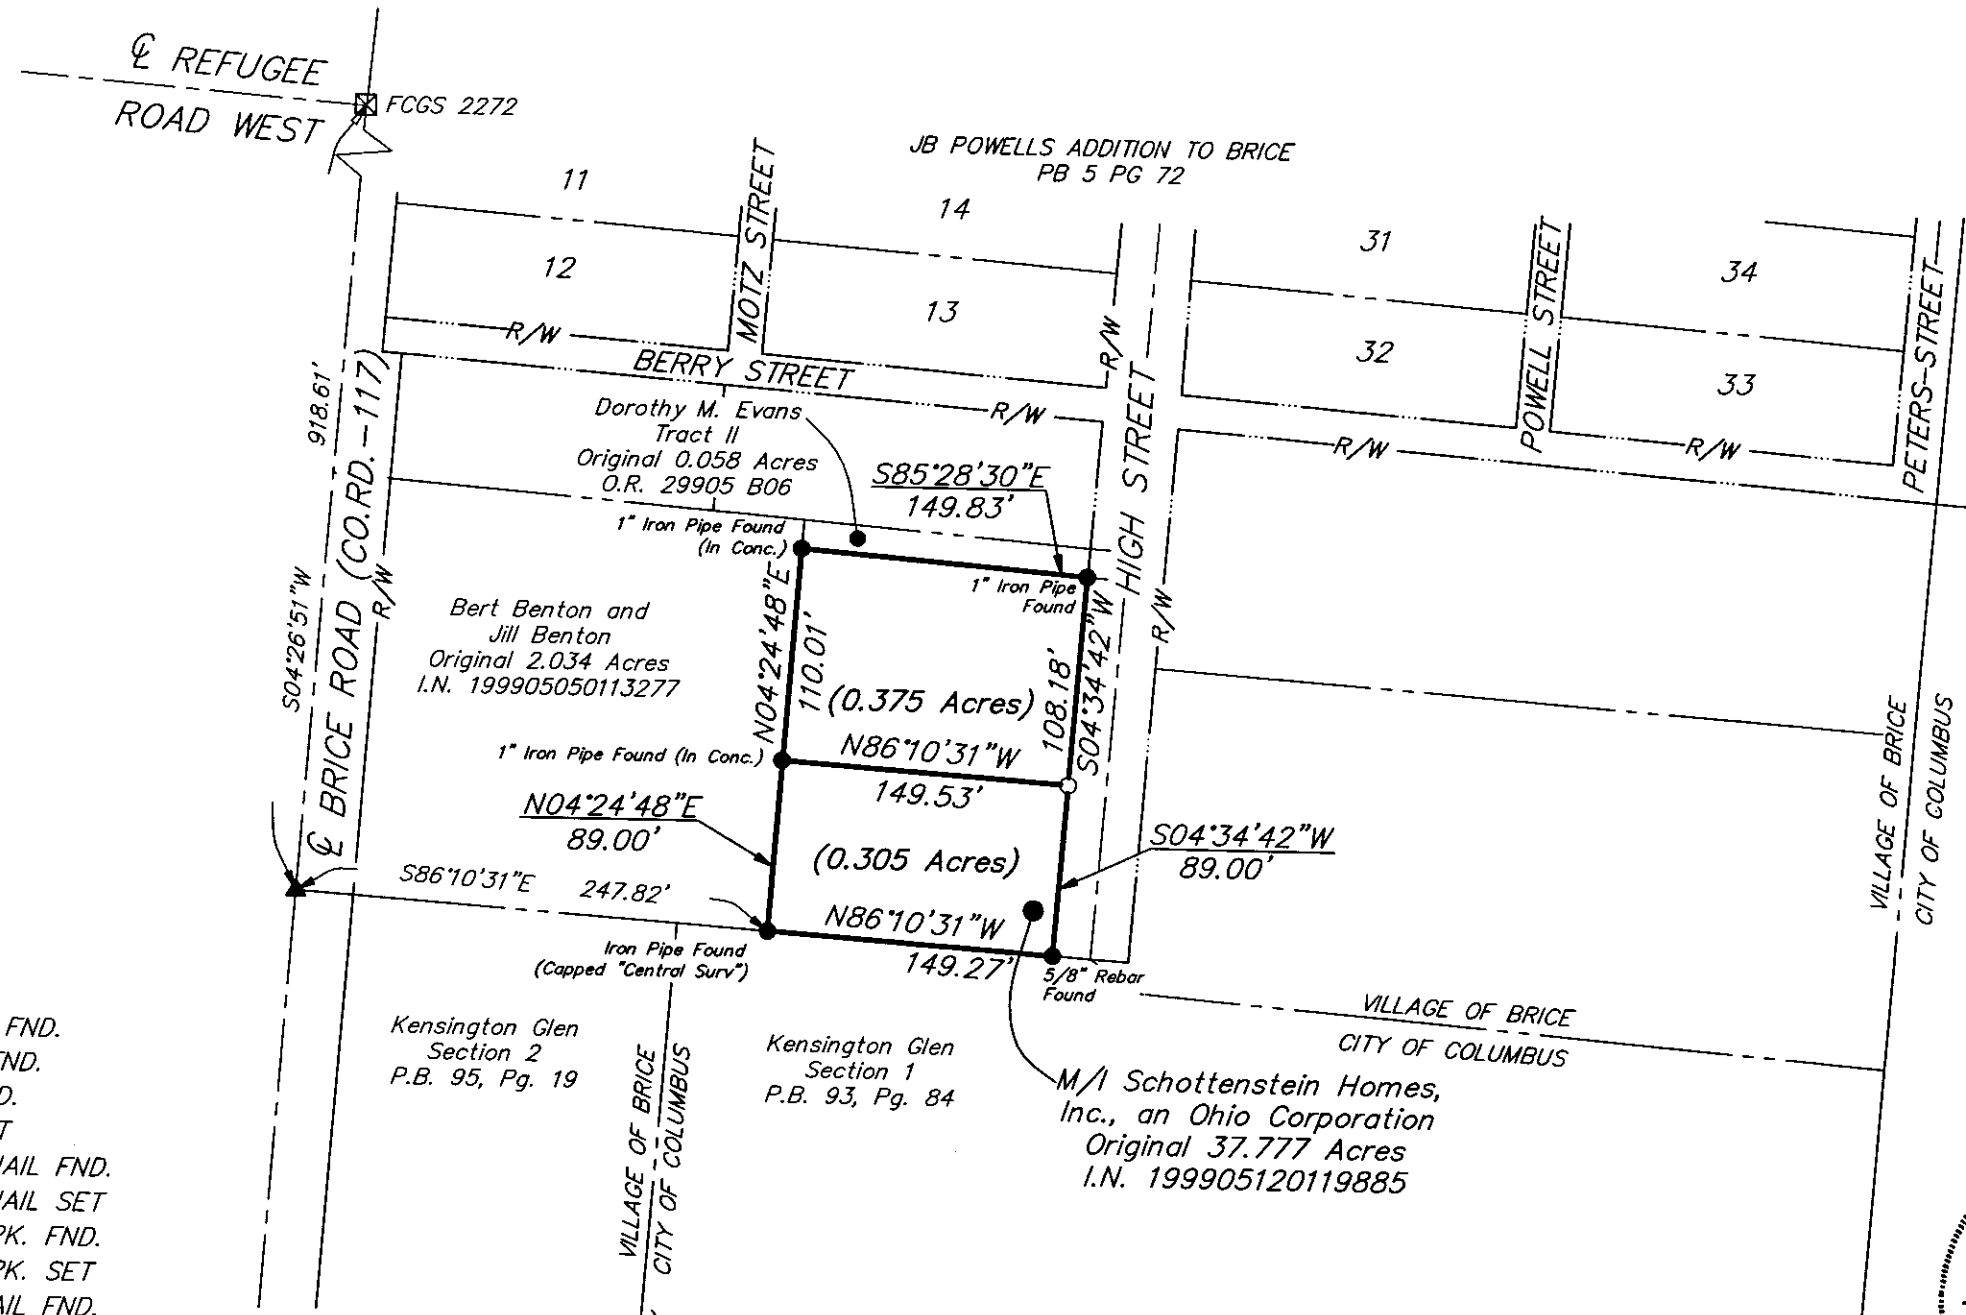 ℄ REFUGEE
ROAD WEST
FCGS 2272
JB POWELLS ADDITION TO BRICE
PB 5 PG 72
11
12
MOTZ STREET
14
13
31
32
POWELL STREET
34
33
PETERS STREET
R/W
BERRY STREET
R/W
R/W
R/W
R/W
HIGH STREET
R/W
918.61'
S04°26'51"W
℄ BRICE ROAD (CO.RD.-117)
R/W
Dorothy M. Evans
Tract II
Original 0.058 Acres
O.R. 29905 B06
S85°28'30"E
149.83'
1" Iron Pipe Found
(In Conc.)
1" Iron Pipe
Found
Bert Benton and
Jill Benton
Original 2.034 Acres
I.N. 199905050113277
N04°24'48"E
110.01'
(0.375 Acres)
108.18'
S04°34'42"W
1" Iron Pipe Found (In Conc.)
N86°10'31"W
149.53'
N04°24'48"E
89.00'
(0.305 Acres)
S04°34'42"W
89.00'
S86°10'31"E 247.82'
N86°10'31"W
149.27'
Iron Pipe Found
(Capped "Central Surv")
5/8" Rebar
Found
Kensington Glen
Section 2
P.B. 95, Pg. 19
VILLAGE OF BRICE
CITY OF COLUMBUS
Kensington Glen
Section 1
P.B. 93, Pg. 84
M/I Schottenstein Homes,
Inc., an Ohio Corporation
Original 37.777 Acres
I.N. 199905120119885
VILLAGE OF BRICE
CITY OF COLUMBUS
VILLAGE OF BRICE
CITY OF COLUMBUS
FND.
FND.
SET
PK. FND.
PK. SET
FND.